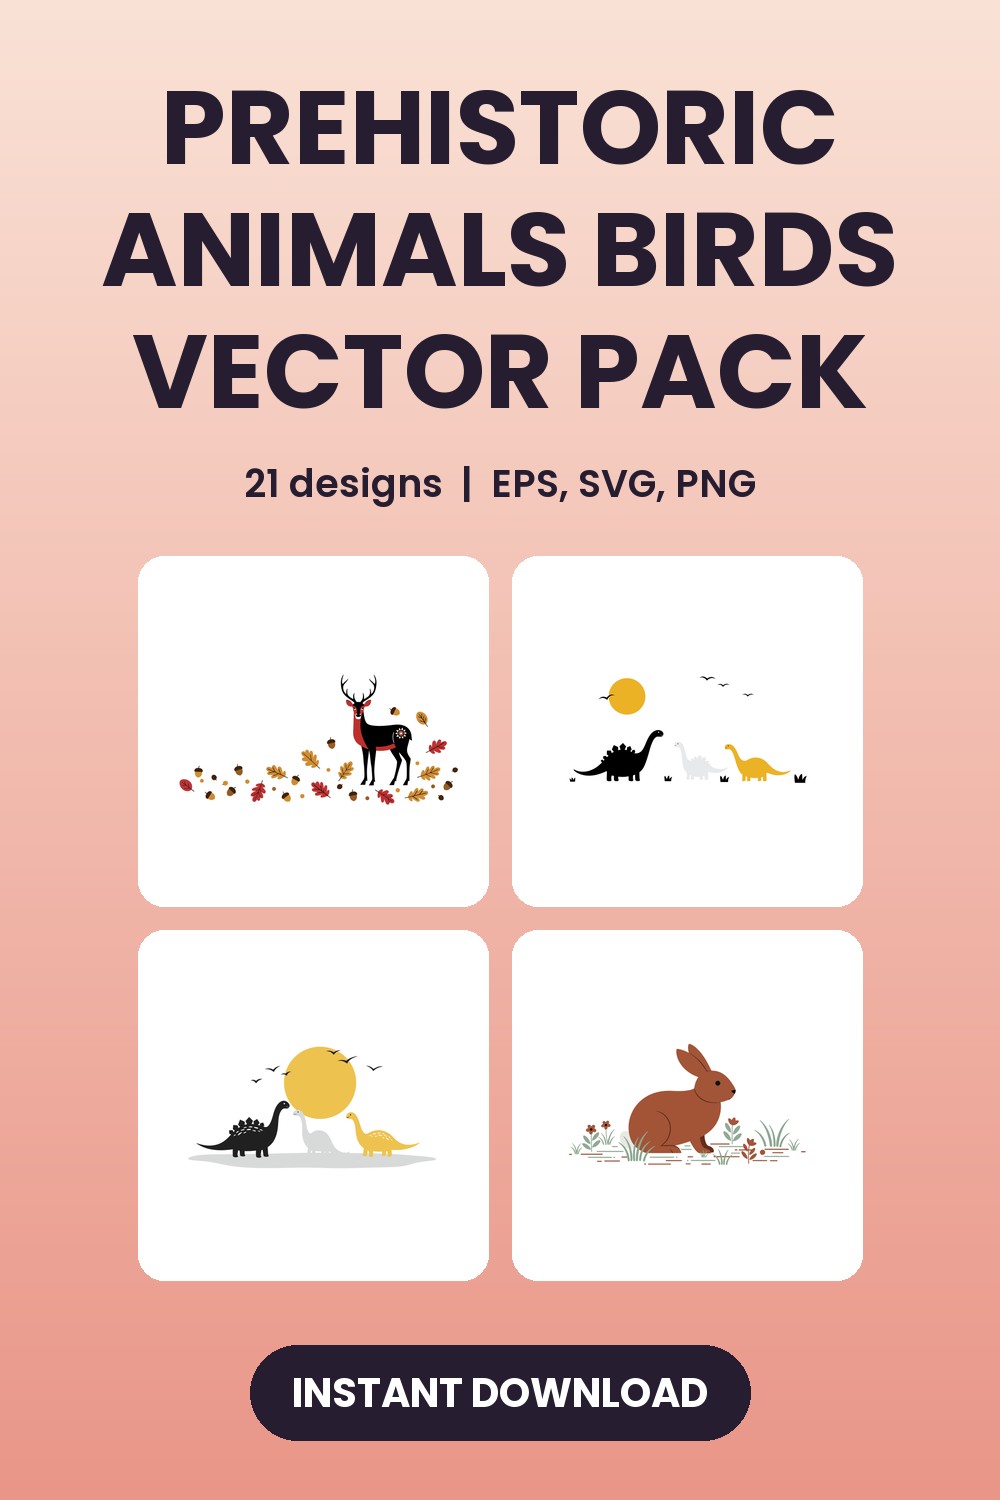 PREHISTORIC
ANIMALS BIRDS
VECTOR PACK
21 designs | EPS, SVG, PNG
INSTANT DOWNLOAD